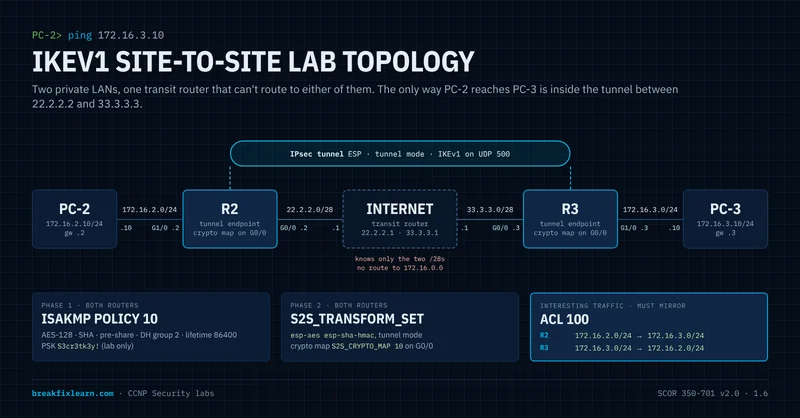 PC-2> ping 172.16.3.10
IKEV1 SITE-TO-SITE LAB TOPOLOGY
Two private LANs, one transit router that can't route to either of them. The only way PC-2 reaches PC-3 is inside the tunnel between
22.2.2.2 and 33.3.3.3.
IPsec tunnel ESP · tunnel mode · IKEv1 on UDP 500
PC-2
172.16.2.10/24
gw .2
172.16.2.0/24
.10 G1/0 .2
R2
tunnel endpoint
crypto map on G0/0
22.2.2.0/28
G0/0 .2 .1
INTERNET
transit router
22.2.2.1 · 33.3.3.1
knows only the two /28s
no route to 172.16.0.0
33.3.3.0/28
.1 G0/0 .3
R3
tunnel endpoint
crypto map on G0/0
172.16.3.0/24
G1/0 .3 .10
PC-3
172.16.3.10/24
gw .3
PHASE 1 · BOTH ROUTERS
ISAKMP POLICY 10
AES-128 · SHA · pre-share · DH group 2 · lifetime 86400
PSK S3cr3tk3y! (lab only)
PHASE 2 · BOTH ROUTERS
S2S_TRANSFORM_SET
esp-aes esp-sha-hmac, tunnel mode
crypto map S2S_CRYPTO_MAP 10 on G0/0
INTERESTING TRAFFIC · MUST MIRROR
ACL 100
R2 172.16.2.0/24 → 172.16.3.0/24
R3 172.16.3.0/24 → 172.16.2.0/24
breakfixlearn.com · CCNP Security labs
SCOR 350-701 v2.0 · 1.6